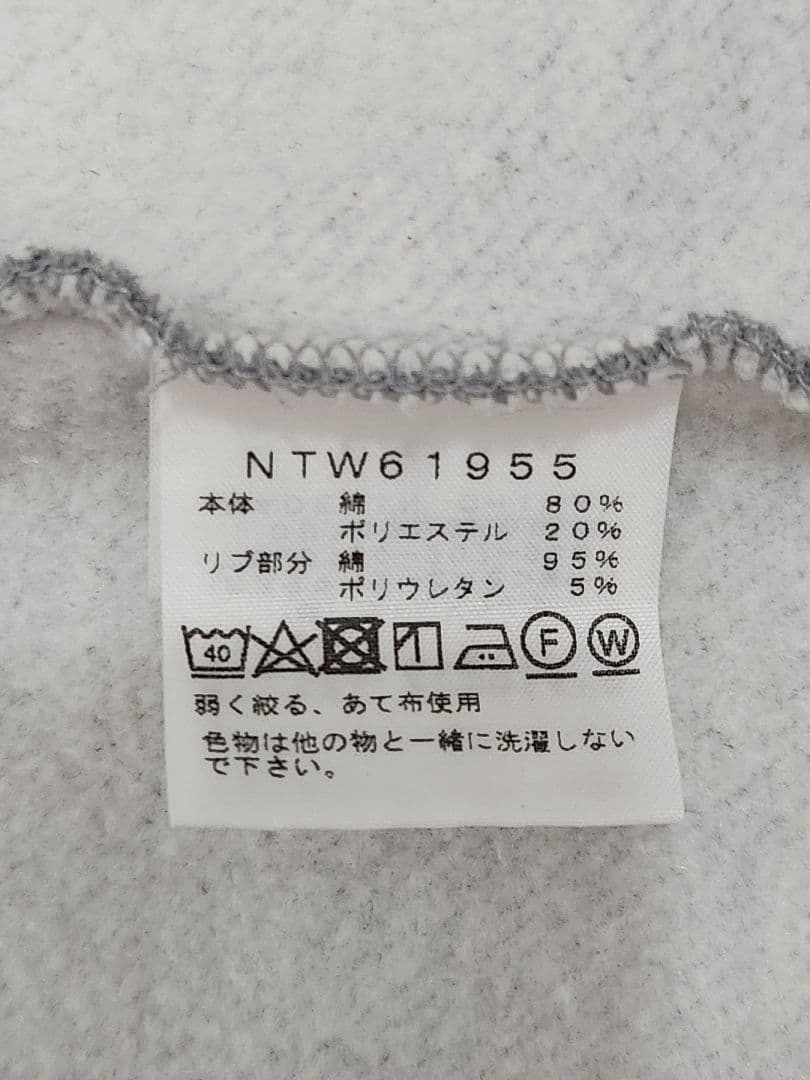 NTW61955
本体 綿 80%
ポリエステル 20%
リブ部分 綿 95%
ポリウレタン 5%
40 F W
弱く絞る、あて布使用
色物は他の物と一緒に洗濯しない
で下さい。